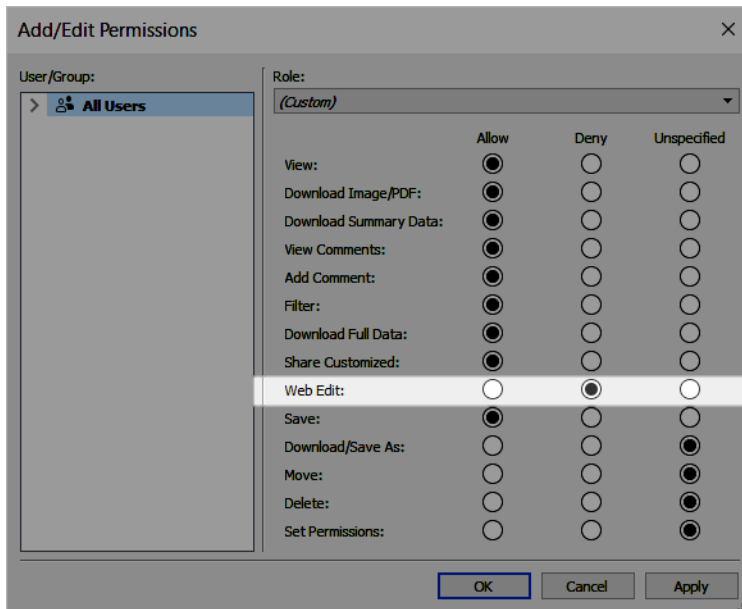 Add/Edit Permissions
User/Group:
All Users
Role:
(Custom)
Allow Deny Unspecified
View:
Download Image/PDF:
Download Summary Data:
View Comments:
Add Comment:
Filter:
Download Full Data:
Share Customized:
Web Edit:
Save:
Download/Save As:
Move:
Delete:
Set Permissions:
OK Cancel Apply